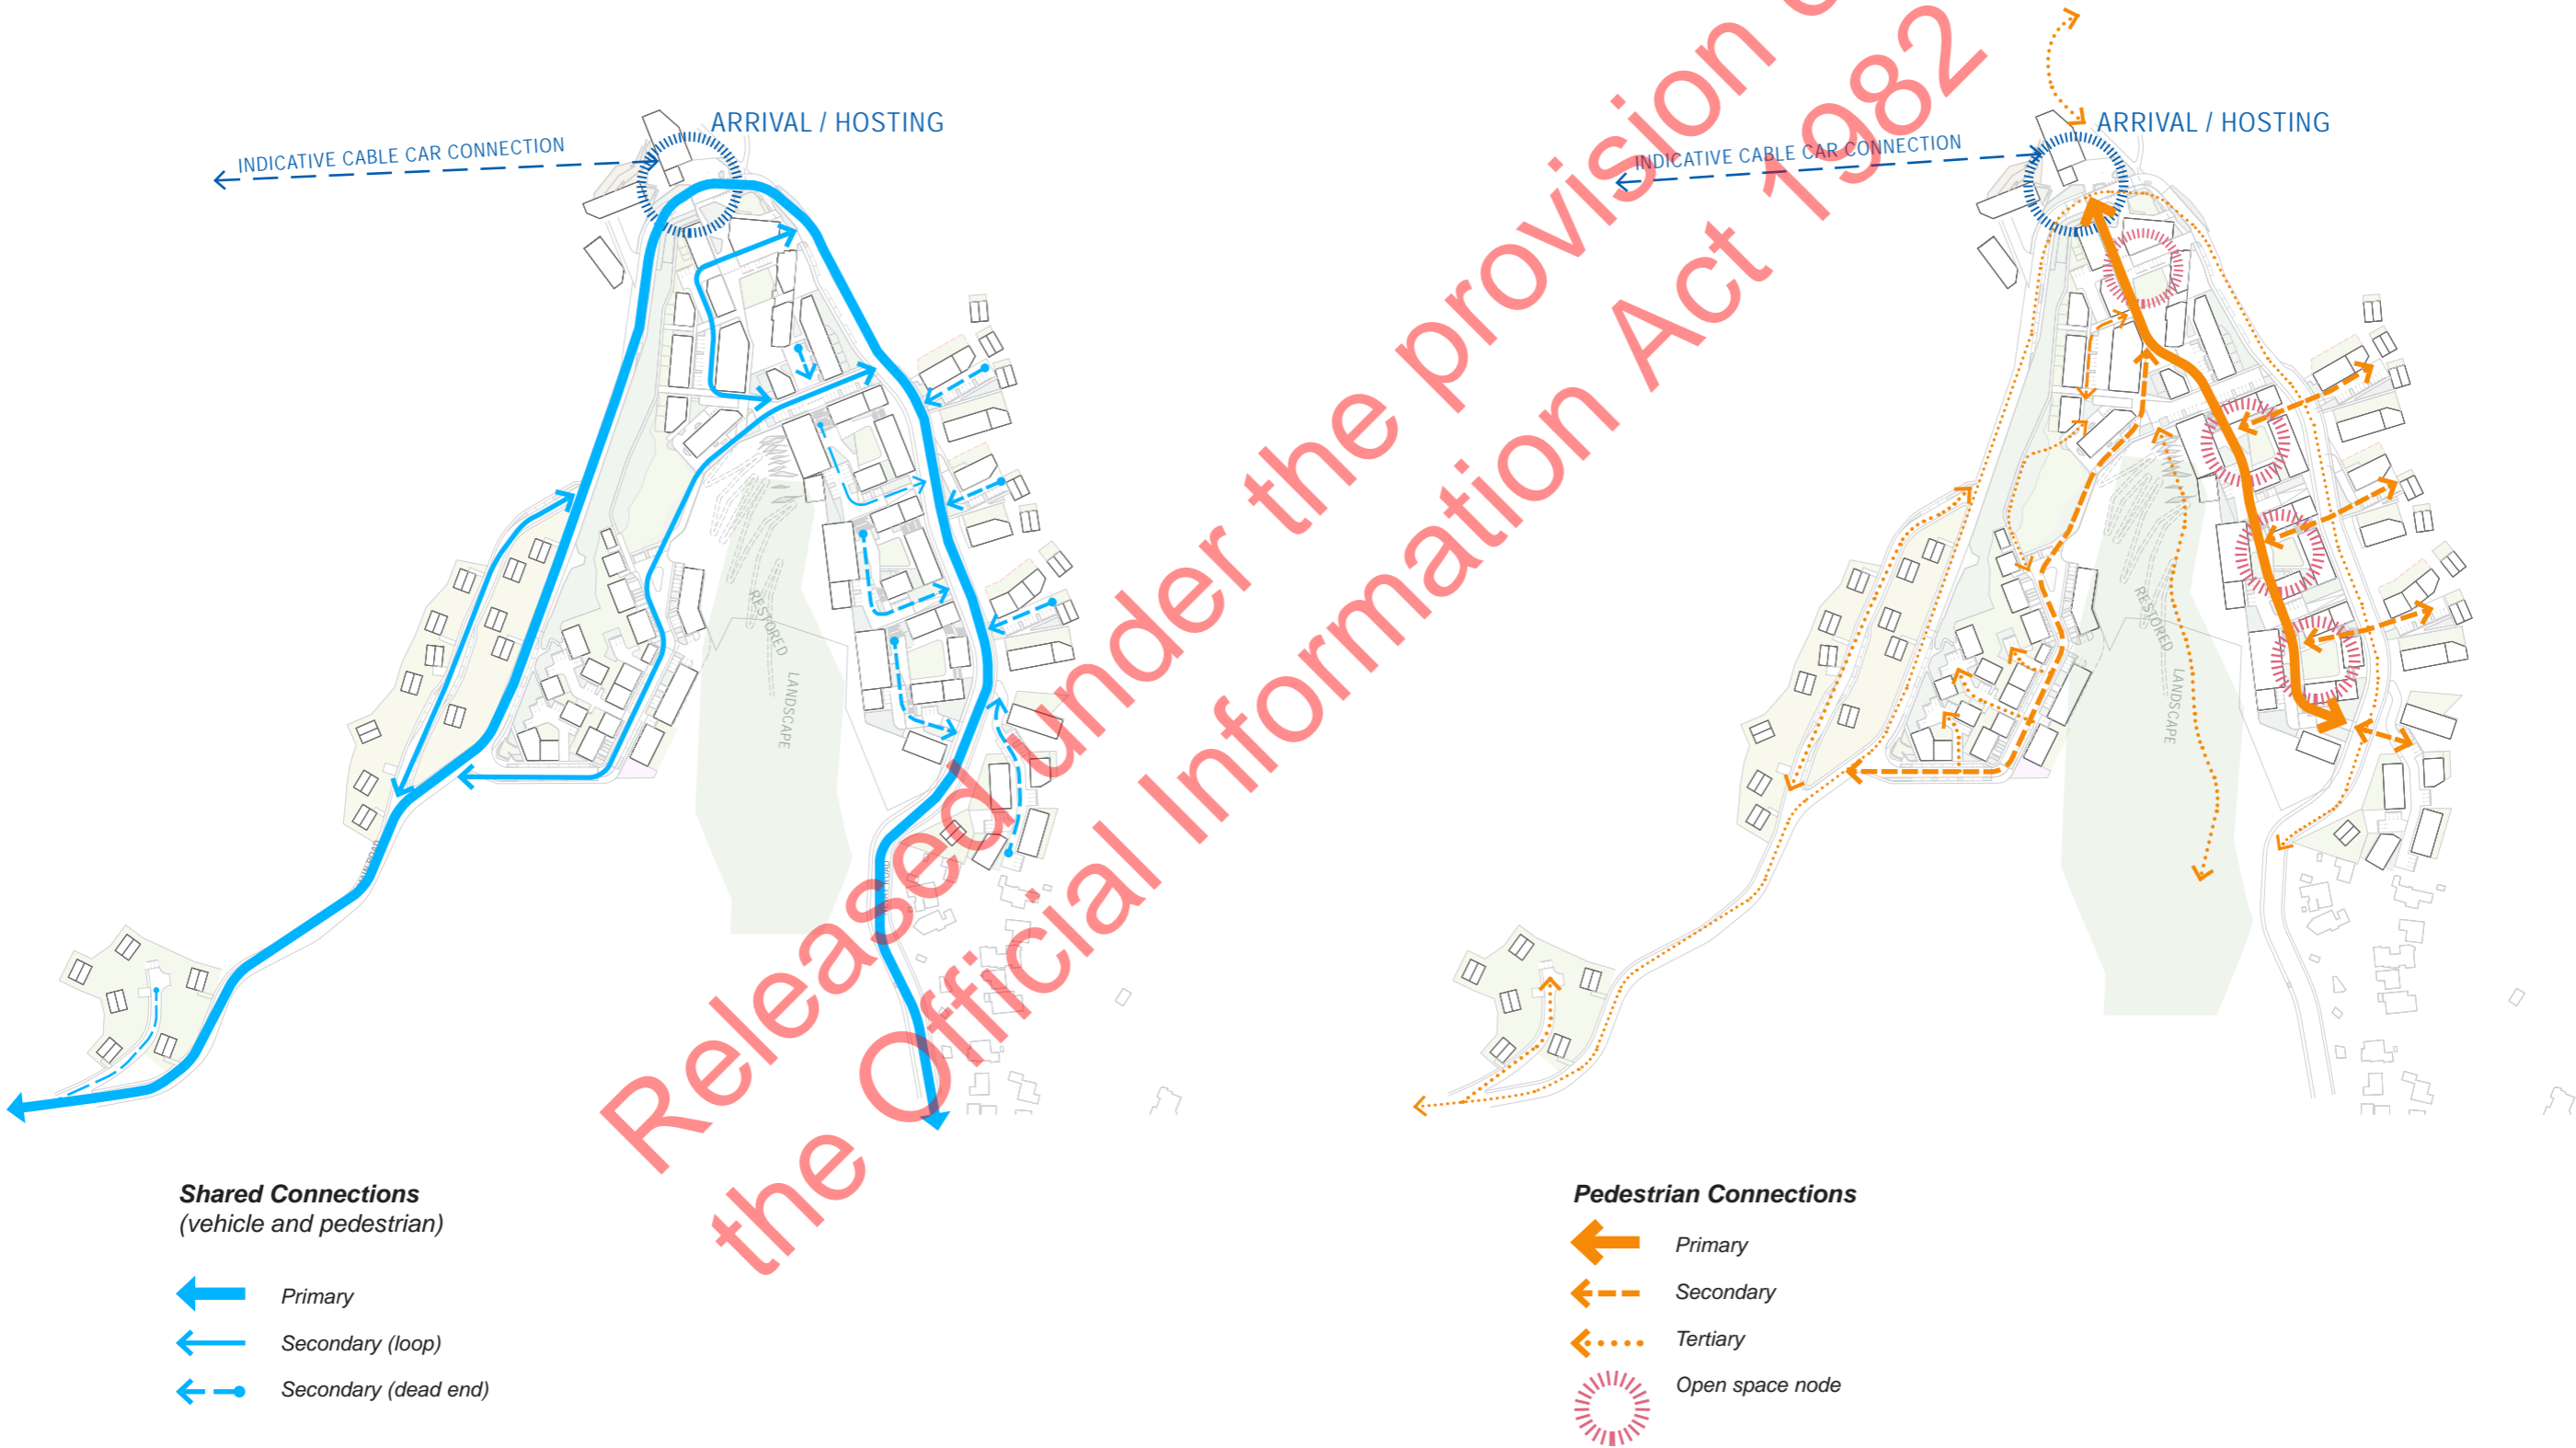 ARRIVAL / HOSTING
INDICATIVE CABLE CAR CONNECTION
RESTORED
LANDSCAPE
ROAD
ROAD
Shared Connections
(vehicle and pedestrian)
Primary
Secondary (loop)
Secondary (dead end)
ARRIVAL / HOSTING
INDICATIVE CABLE CAR CONNECTION
RESTORED
LANDSCAPE
Pedestrian Connections
Primary
Secondary
Tertiary
Open space node
Released under the provision
the Official Information Act 1982